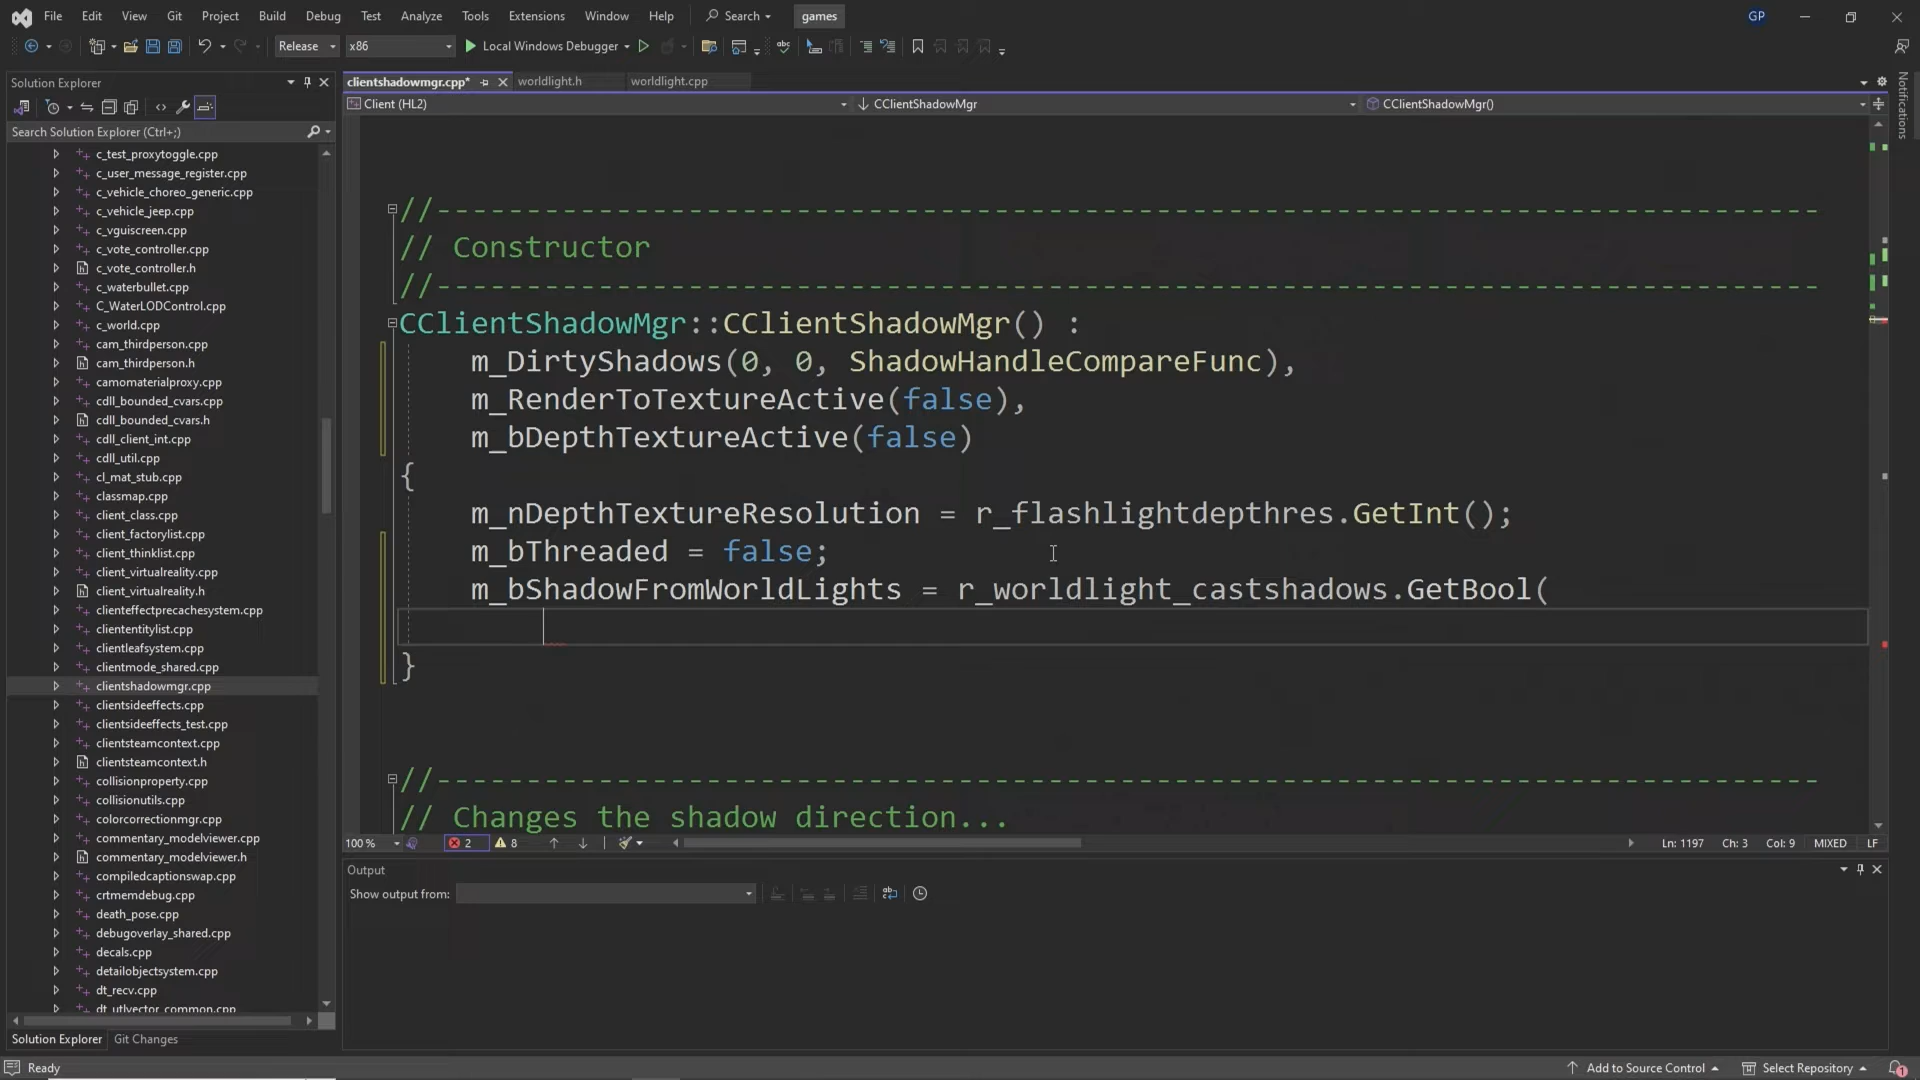 File Edit View Git Project Build Debug Test Analyze Tools Extensions Window Help Search games GP
Release x86 Local Windows Debugger
Solution Explorer
clientshadowmgr.cpp* worldlight.h worldlight.cpp
Client (HL2) CClientShadowMgr CClientShadowMgr()
Notifications
Search Solution Explorer (Ctrl+;)
c_test_proxytoggle.cpp
c_user_message_register.cpp
c_vehicle_choreo_generic.cpp
c_vehicle_jeep.cpp
c_vguiscreen.cpp
c_vote_controller.cpp
c_vote_controller.h
c_waterbullet.cpp
C_WaterLODControl.cpp
c_world.cpp
cam_thirdperson.cpp
cam_thirdperson.h
camomaterialproxy.cpp
cdll_bounded_cvars.cpp
cdll_bounded_cvars.h
cdll_client_int.cpp
cdll_util.cpp
cl_mat_stub.cpp
classmap.cpp
client_class.cpp
client_factorylist.cpp
client_thinklist.cpp
client_virtualreality.cpp
client_virtualreality.h
clienteffectprecachesystem.cpp
cliententitylist.cpp
clientleafsystem.cpp
clientmode_shared.cpp
clientshadowmgr.cpp
clientsideeffects.cpp
clientsideeffects_test.cpp
clientsteamcontext.cpp
clientsteamcontext.h
collisionproperty.cpp
collisionutils.cpp
colorcorrectionmgr.cpp
commentary_modelviewer.cpp
commentary_modelviewer.h
compiledcaptionswap.cpp
crtmemdebug.cpp
death_pose.cpp
debugoverlay_shared.cpp
decals.cpp
detailobjectsystem.cpp
dt_recv.cpp
dt_utlvector_common.cpp
Solution Explorer Git Changes
//-----------------------------------------------------------------------------
// Constructor
//-----------------------------------------------------------------------------
CClientShadowMgr::CClientShadowMgr() :
m_DirtyShadows(0, 0, ShadowHandleCompareFunc),
m_RenderToTextureActive(false),
m_bDepthTextureActive(false)
{
m_nDepthTextureResolution = r_flashlightdepthres.GetInt();
m_bThreaded = false;
m_bShadowFromWorldLights = r_worldlight_castshadows.GetBool(
}
//-----------------------------------------------------------------------------
// Changes the shadow direction...
100 % 2 8 Ln: 1197 Ch: 3 Col: 9 MIXED LF
Output
Show output from:
Ready Add to Source Control Select Repository 1